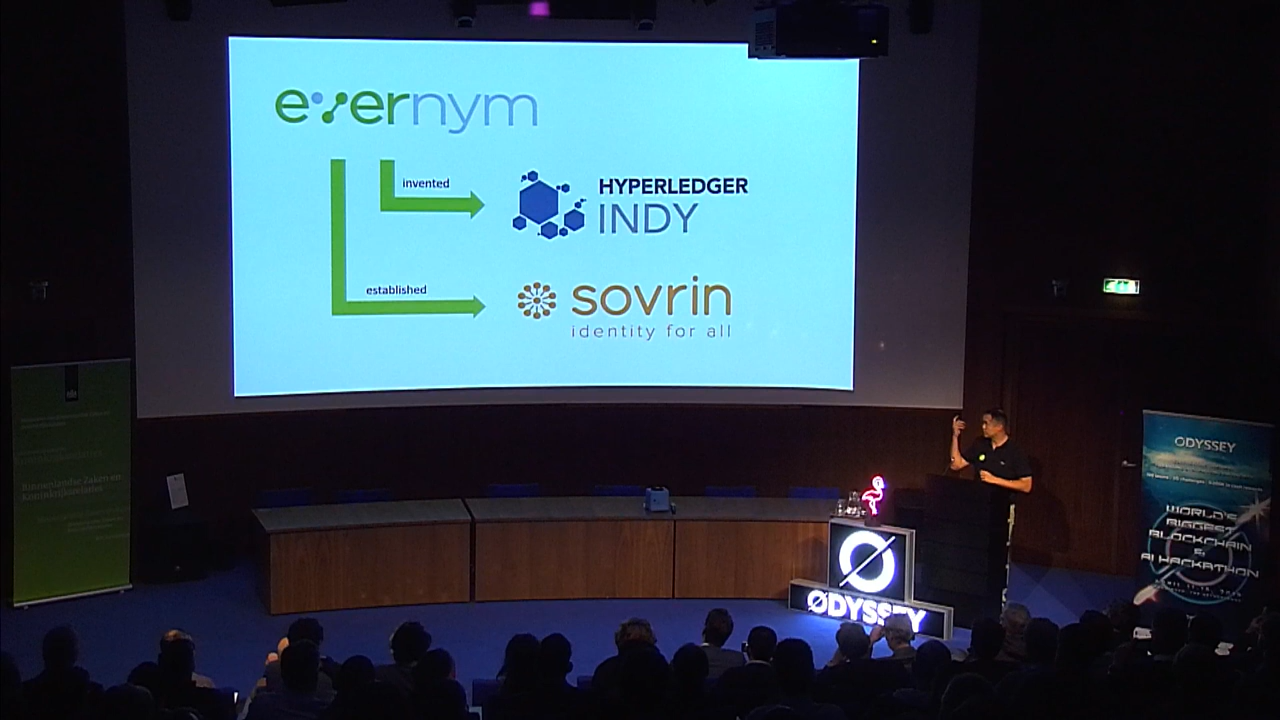 evernym
invented
HYPERLEDGER
INDY
established
sovrin
identity for all
Binnenlandse Zaken en
Koninkrijksrelaties
ODYSSEY
ØDYSSEY
WORLD'S
BIGGEST
BLOCKCHAIN
&
AI HACKATHON